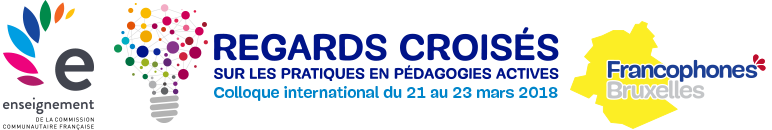 e
enseignement
DE LA COMMISSION
COMMUNAUTAIRE FRANÇAISE
REGARDS CROISÉS
SUR LES PRATIQUES EN PÉDAGOGIES ACTIVES
Colloque international du 21 au 23 mars 2018
Francophones
Bruxelles